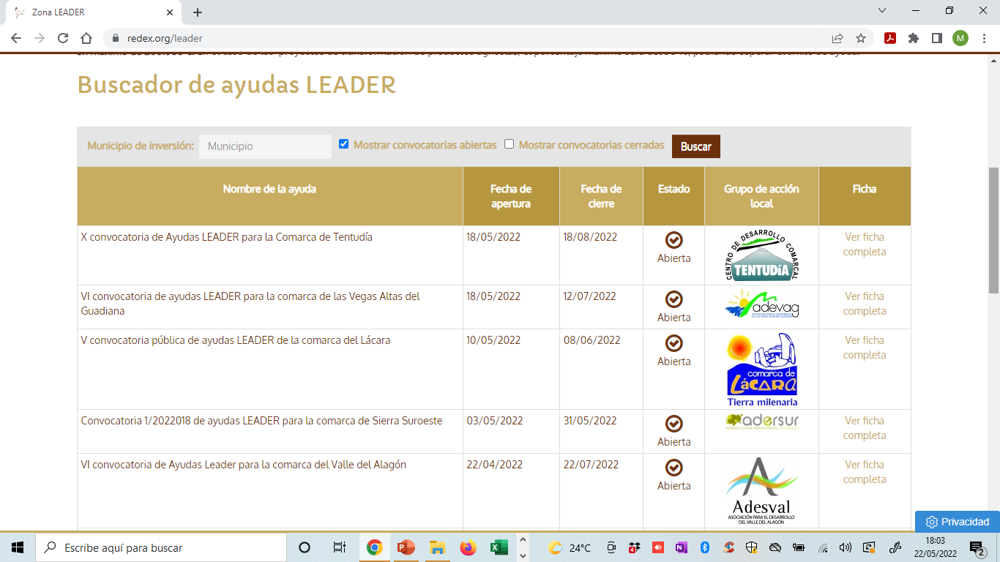 Zona LEADER
redex.org/leader
M
Buscador de ayudas LEADER
Municipio de inversión: Municipio Mostrar convocatorias abiertas Mostrar convocatorias cerradas Buscar
Nombre de la ayuda
Fecha de
apertura
Fecha de
cierre
Estado
Grupo de acción
local
Ficha
X convocatoria de Ayudas LEADER para la Comarca de Tentudía
18/05/2022
18/08/2022
Abierta
CENTRO DE DESARROLLO COMARCAL
TENTUDÍA
Ver ficha
completa
VI convocatoria de ayudas LEADER para la comarca de las Vegas Altas del
Guadiana
18/05/2022
12/07/2022
Abierta
adevag
Ver ficha
completa
V convocatoria pública de ayudas LEADER de la comarca del Lácara
10/05/2022
08/06/2022
Abierta
comarca de
LÁCARA
Tierra milenaria
Ver ficha
completa
Convocatoria 1/2022018 de ayudas LEADER para la comarca de Sierra Suroeste
03/05/2022
31/05/2022
Abierta
adersur
Ver ficha
completa
VI convocatoria de Ayudas Leader para la comarca del Valle del Alagón
22/04/2022
22/07/2022
Abierta
Adesval
ASOCIACIÓN PARA EL DESARROLLO
DEL VALLE DEL ALAGÓN
Ver ficha
completa
Privacidad
Escribe aquí para buscar
24°C
18:03
22/05/2022
2